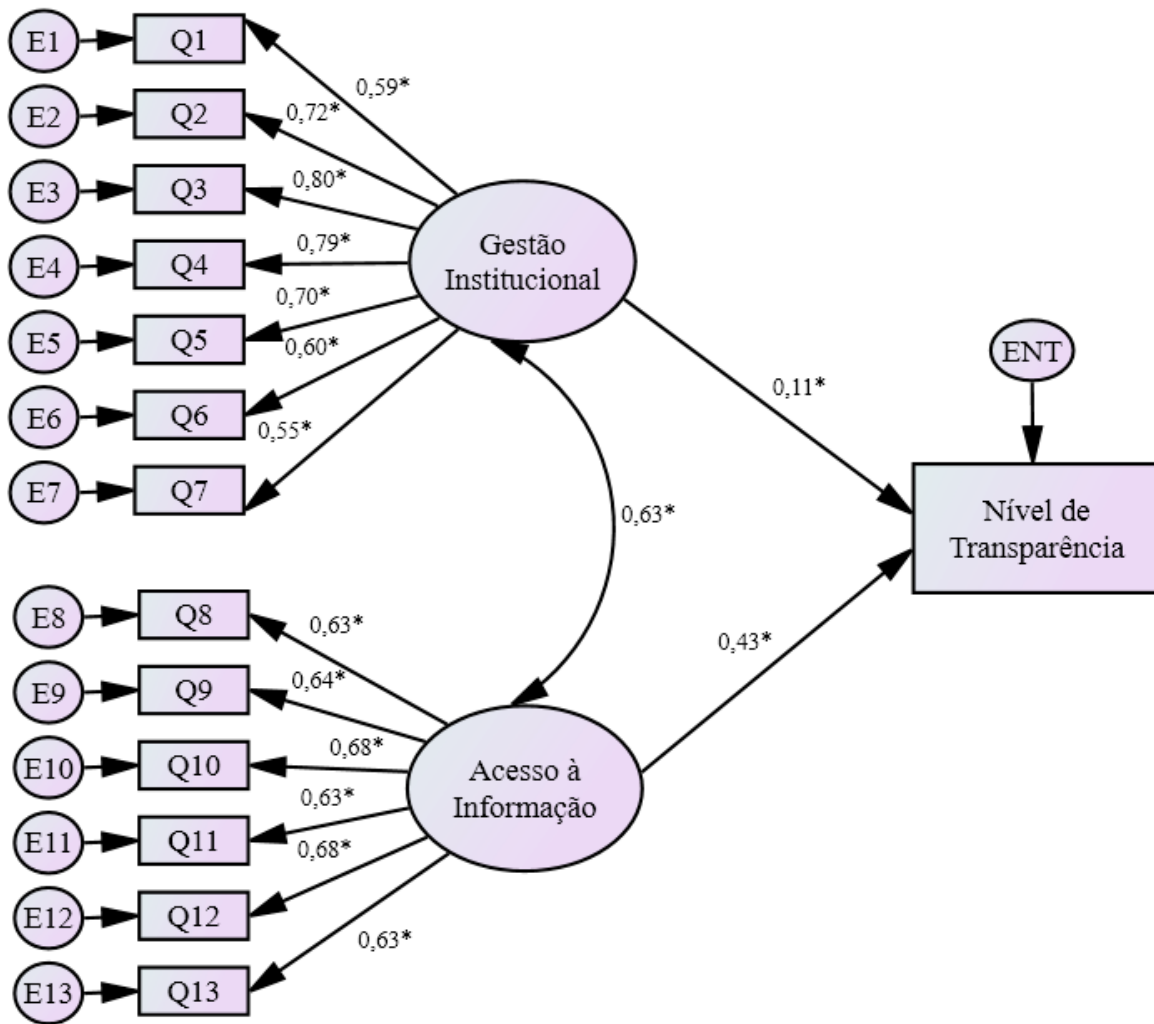 E1
Q1
0,59*
E2
Q2
0,72*
E3
Q3
0,80*
E4
Q4
0,79*
E5
Q5
0,70*
E6
Q6
0,60*
E7
Q7
0,55*
Gestão
Institucional
0,11*
ENT
0,63*
Nível de
Transparência
0,43*
E8
Q8
0,63*
E9
Q9
0,64*
E10
Q10
0,68*
E11
Q11
0,63*
E12
Q12
0,68*
E13
Q13
0,63*
Acesso à
Informação